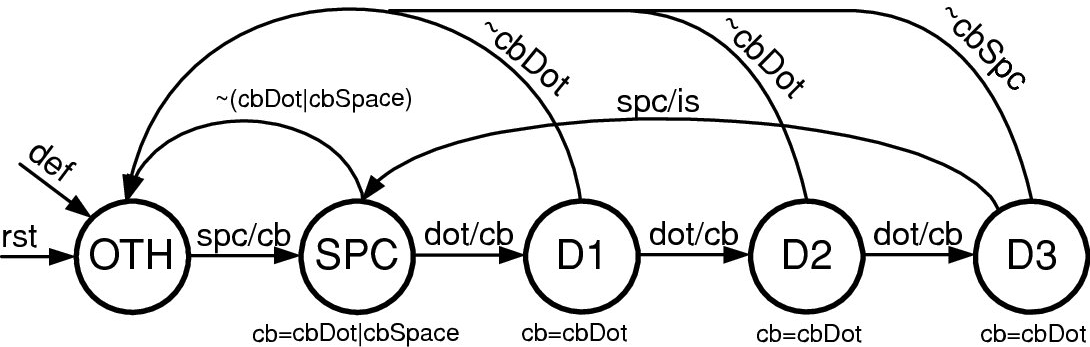 ~cbDot
~cbDot
~cbSpc
~(cbDot|cbSpace)
spc/is
def
rst
OTH
spc/cb
SPC
dot/cb
D1
dot/cb
D2
dot/cb
D3
cb=cbDot|cbSpace
cb=cbDot
cb=cbDot
cb=cbDot